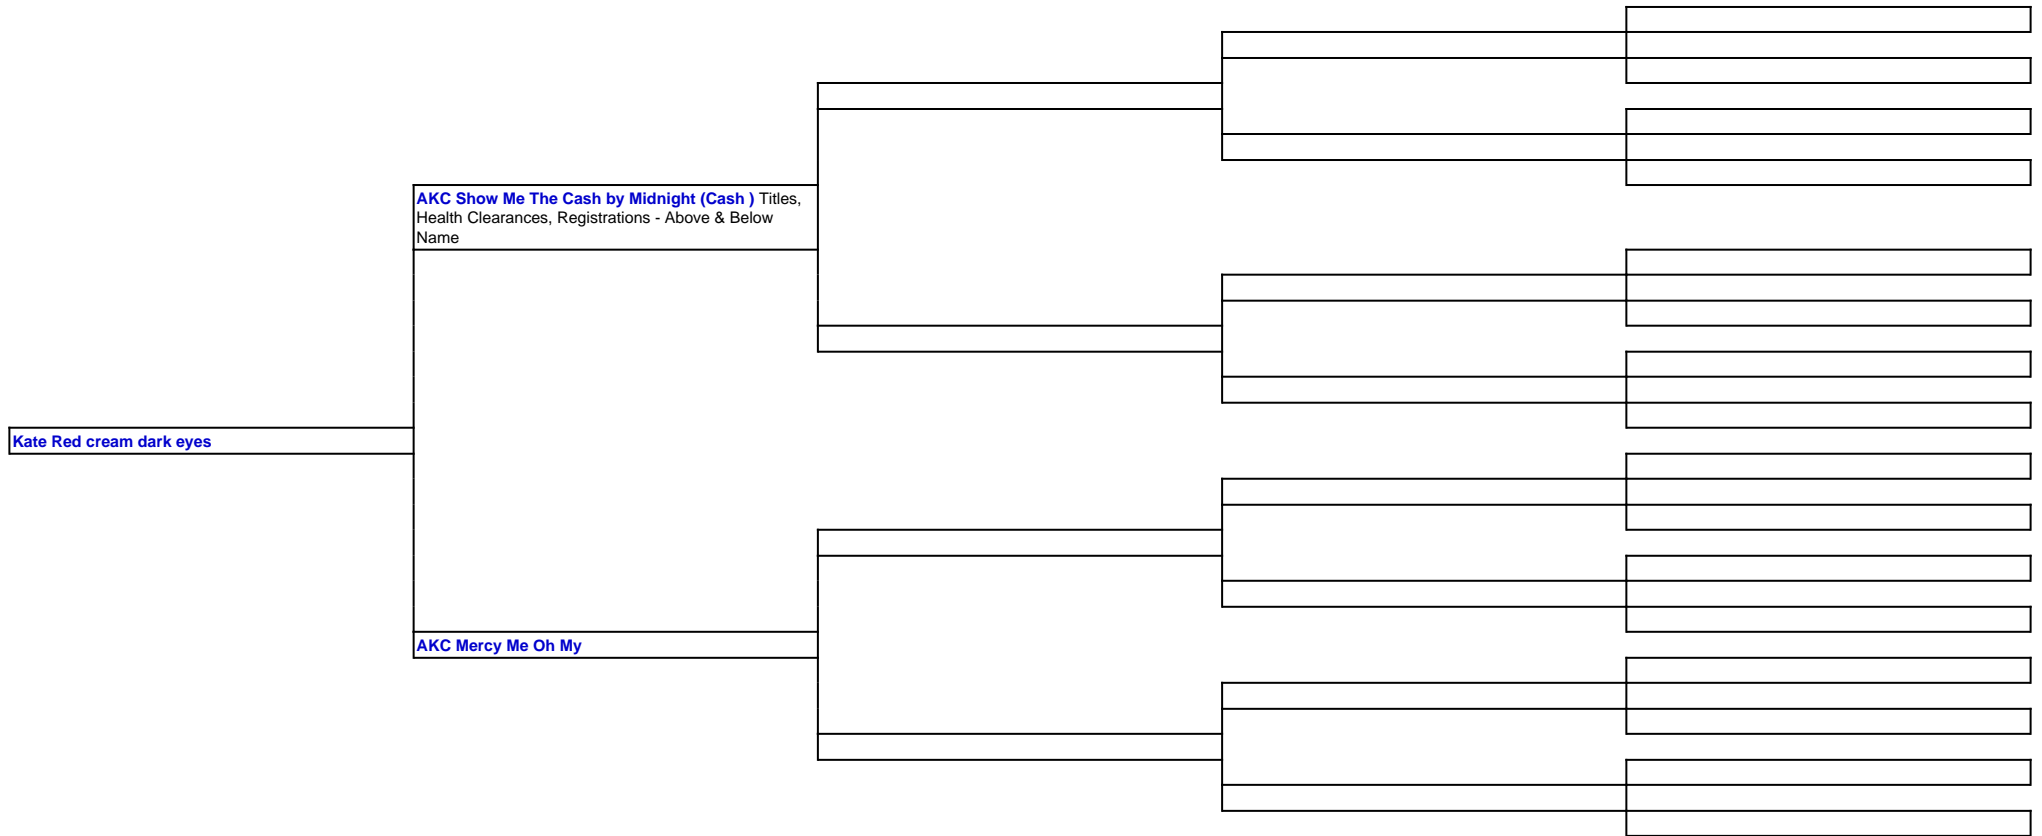 AKC Show Me The Cash by Midnight (Cash ) Titles,
Health Clearances, Registrations - Above & Below
Name
Kate Red cream dark eyes
AKC Mercy Me Oh My